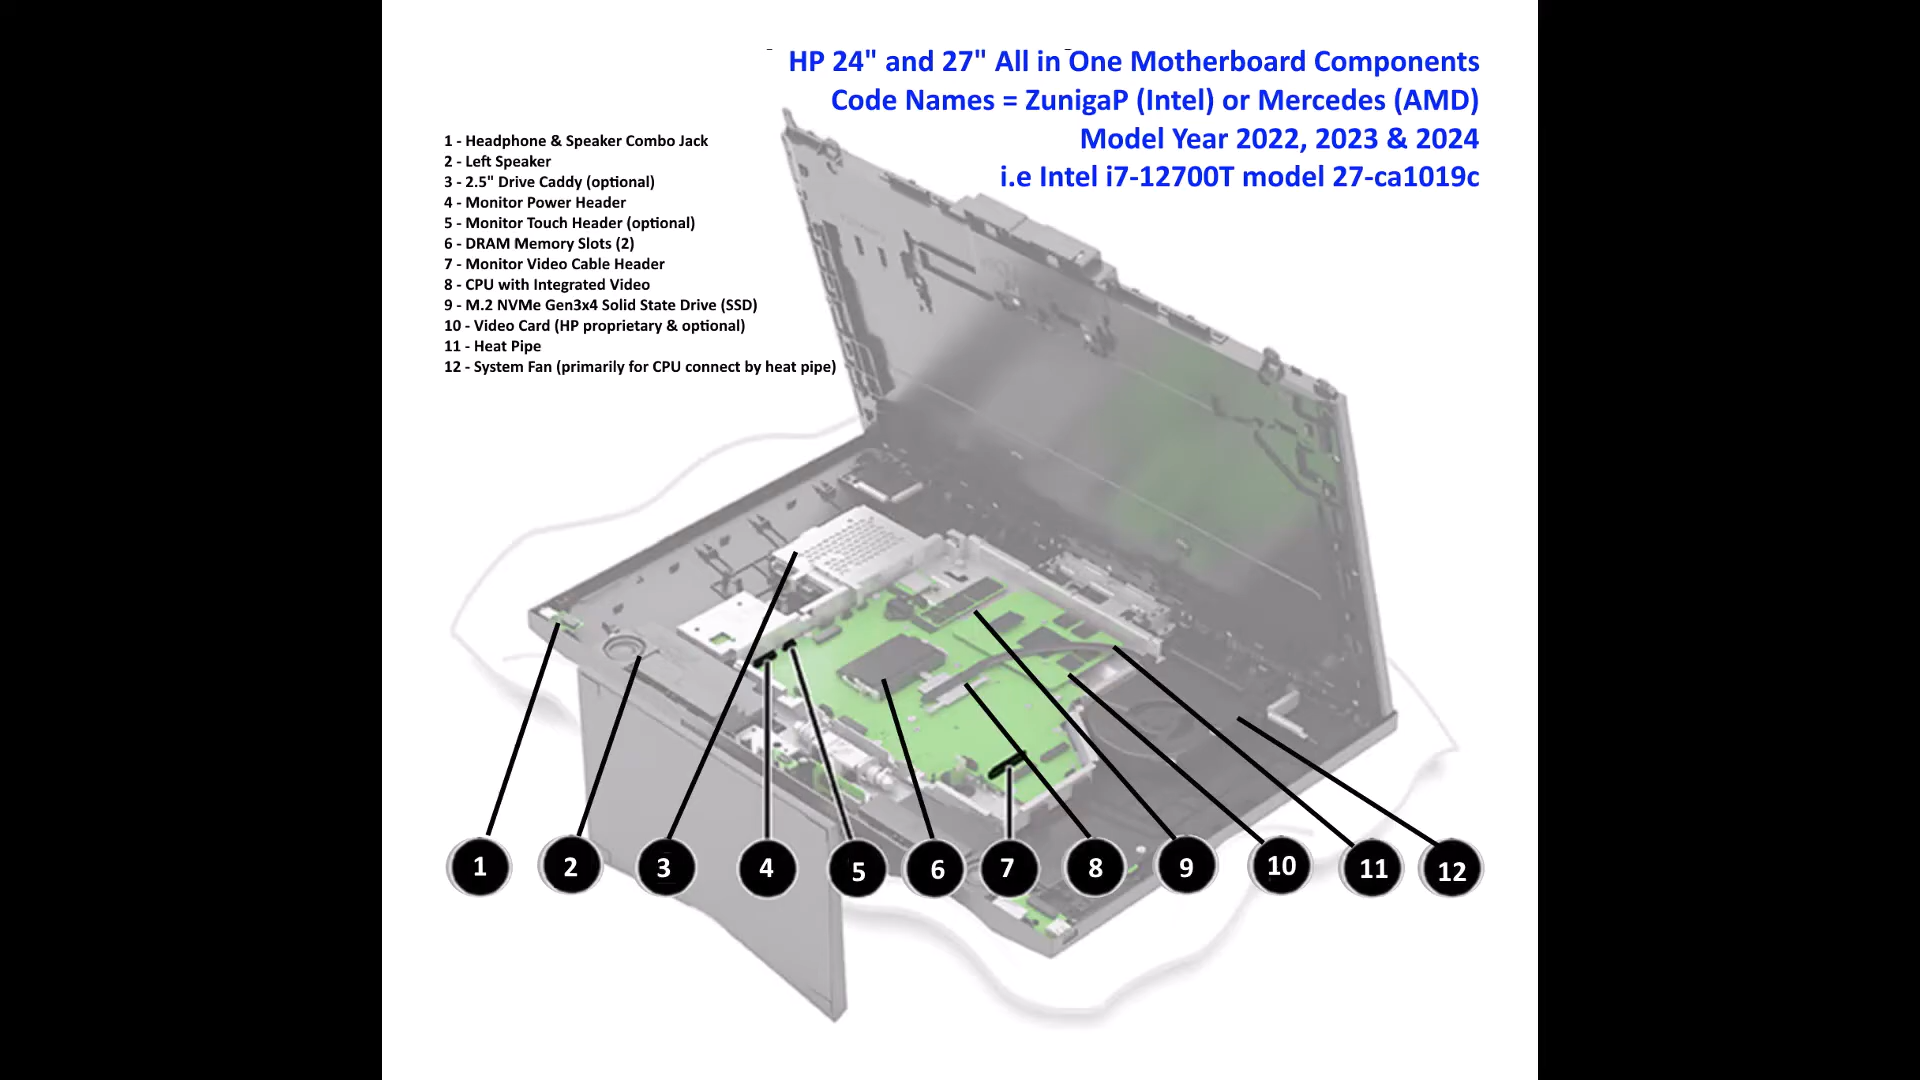 HP 24" and 27" All in One Motherboard Components
Code Names = ZunigaP (Intel) or Mercedes (AMD)
Model Year 2022, 2023 & 2024
i.e Intel i7-12700T model 27-ca1019c
1 - Headphone & Speaker Combo Jack
2 - Left Speaker
3 - 2.5" Drive Caddy (optional)
4 - Monitor Power Header
5 - Monitor Touch Header (optional)
6 - DRAM Memory Slots (2)
7 - Monitor Video Cable Header
8 - CPU with Integrated Video
9 - M.2 NVMe Gen3x4 Solid State Drive (SSD)
10 - Video Card (HP proprietary & optional)
11 - Heat Pipe
12 - System Fan (primarily for CPU connect by heat pipe)
1 2 3 4 5 6 7 8 9 10 11 12